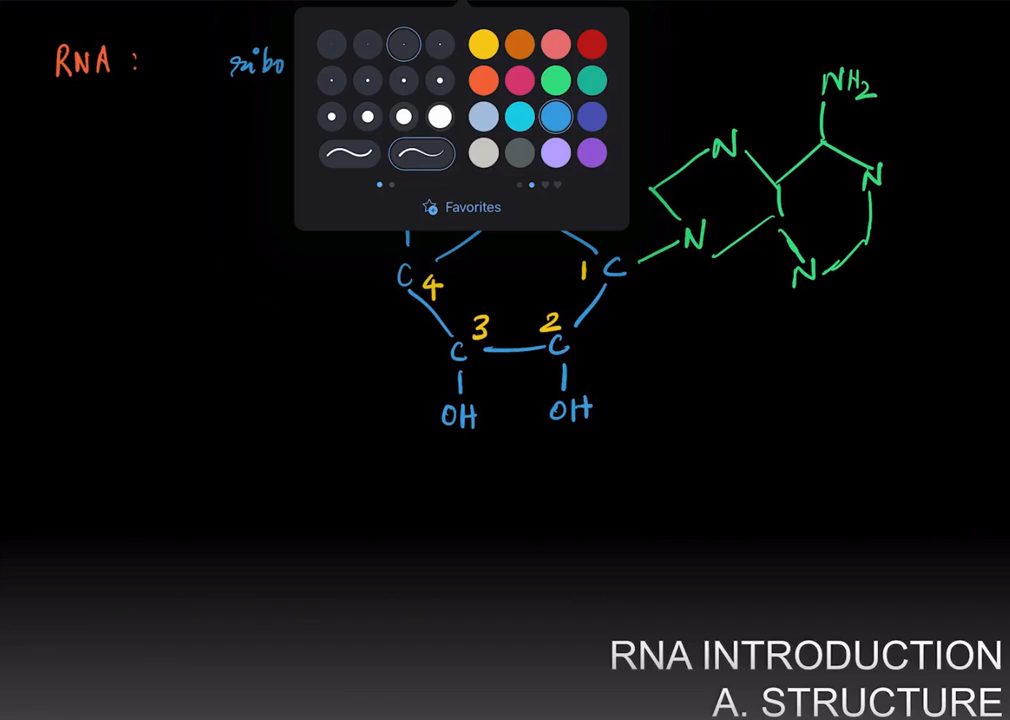 RNA : ribo
Favorites
NH2
N
N
N
N
C 4
1 C
3
2
C
C
OH
OH
RNA INTRODUCTION
A. STRUCTURE